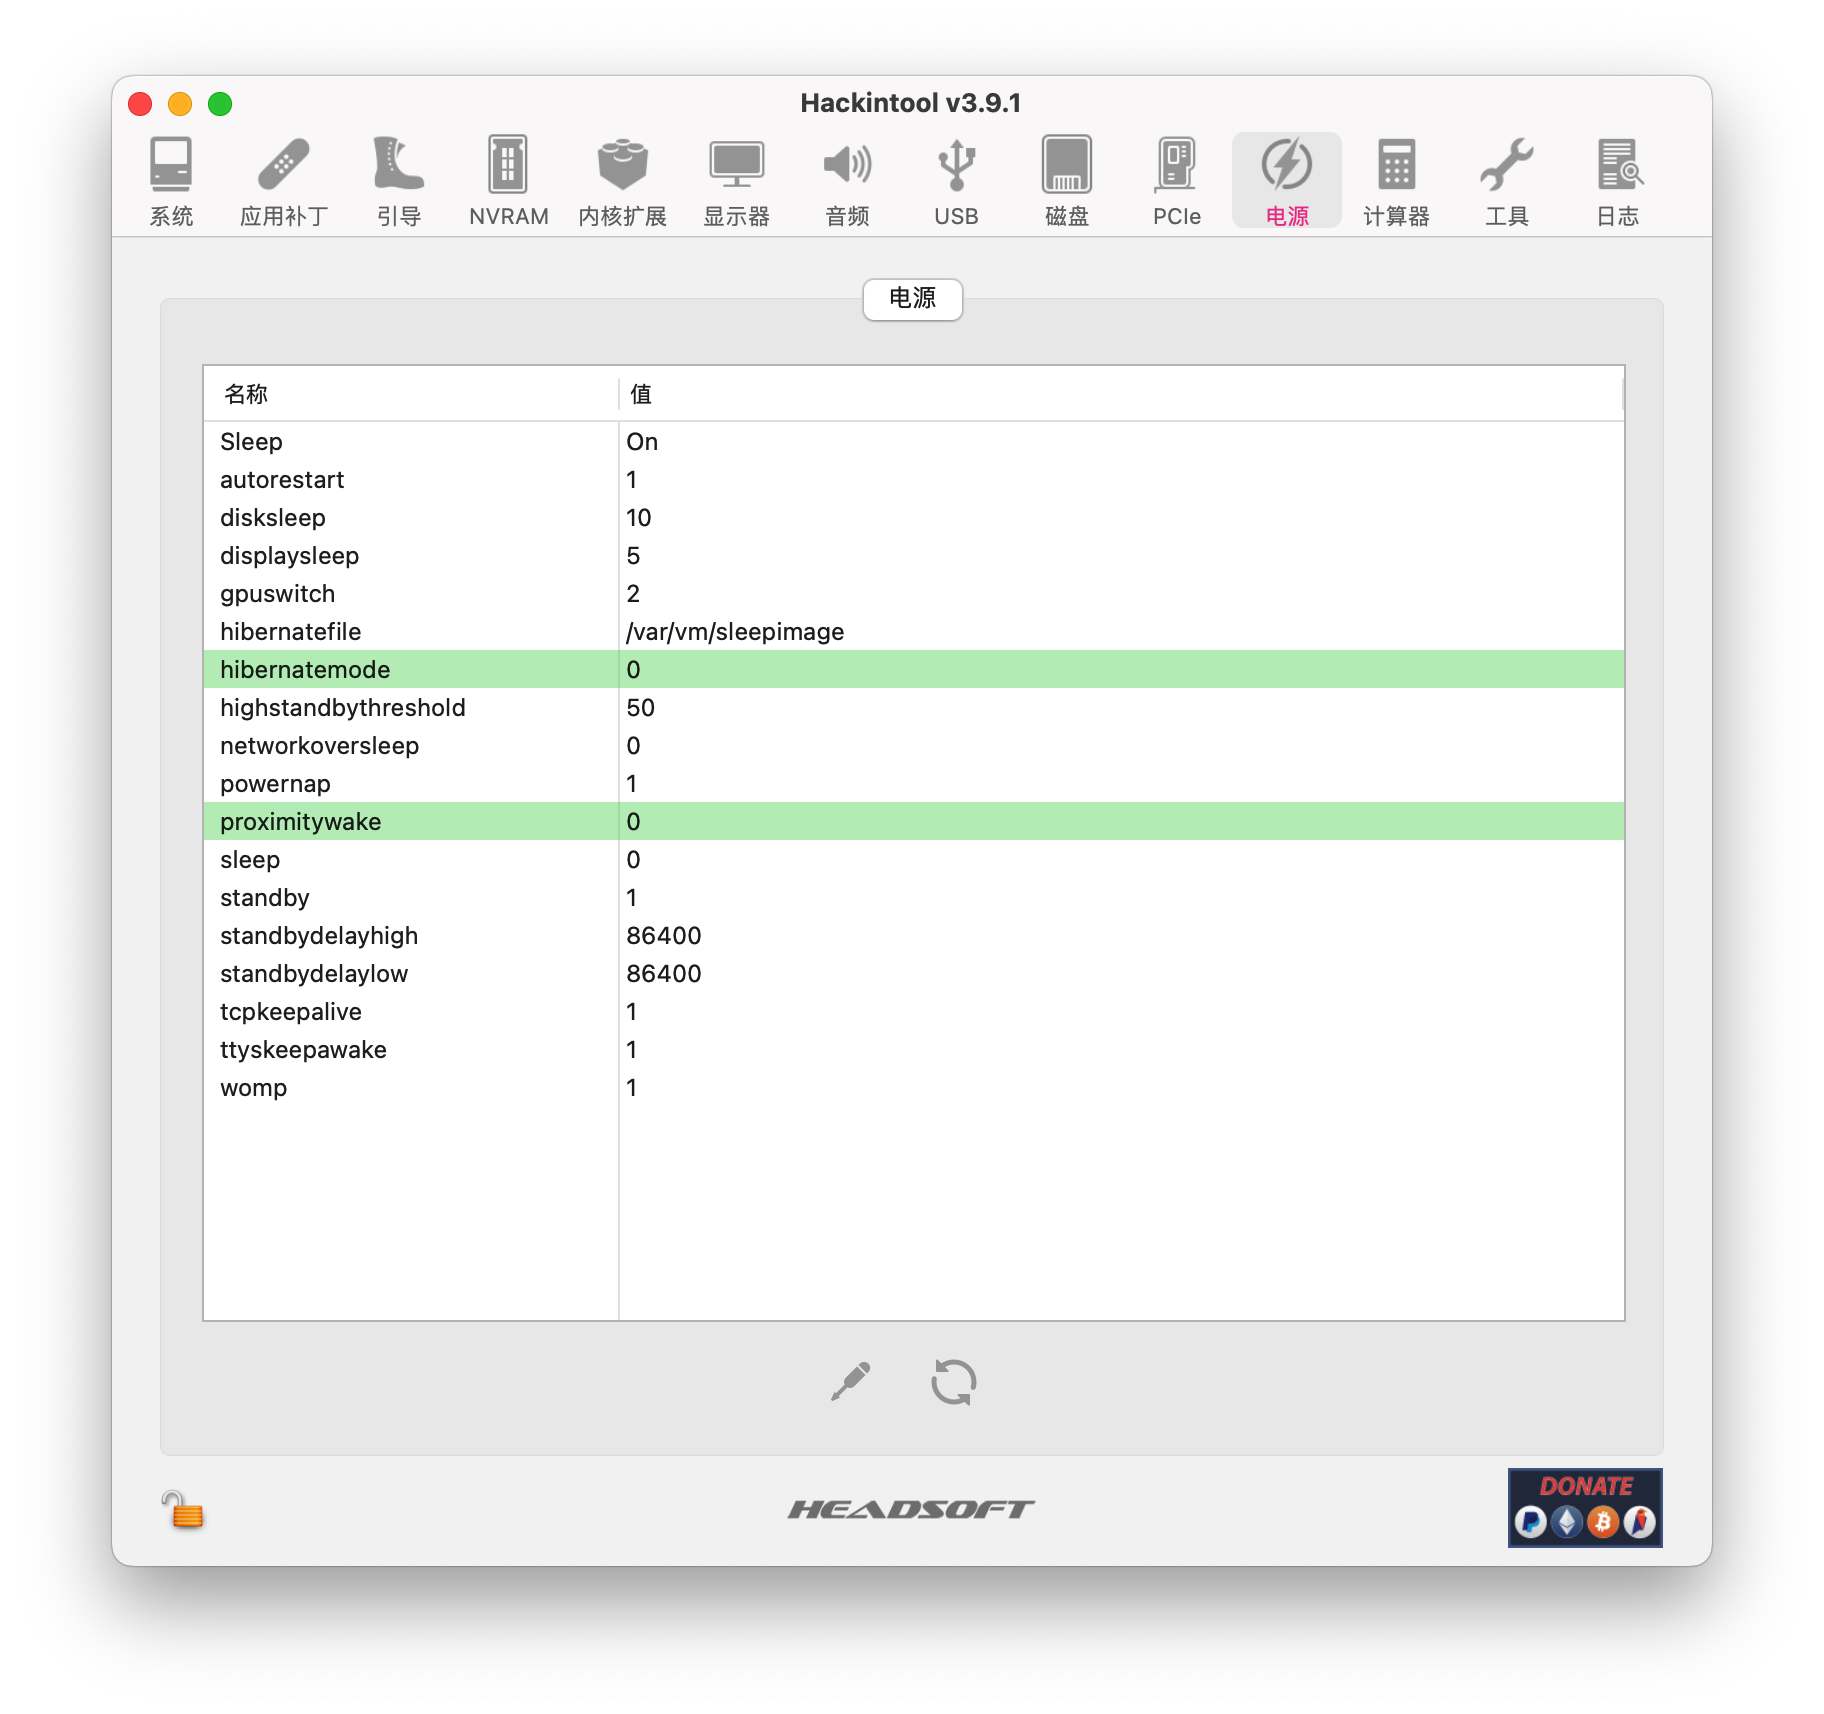 Hackintool v3.9.1
系统 应用补丁 引导 NVRAM 内核扩展 显示器 音频 USB 磁盘 PCIe 电源 计算器 工具 日志
电源
名称 值
Sleep On
autorestart 1
disksleep 10
displaysleep 5
gpuswitch 2
hibernatefile /var/vm/sleepimage
hibernatemode 0
highstandbythreshold 50
networkoversleep 0
powernap 1
proximitywake 0
sleep 0
standby 1
standbydelayhigh 86400
standbydelaylow 86400
tcpkeepalive 1
ttyskeepawake 1
womp 1
HEADSOFT
DONATE